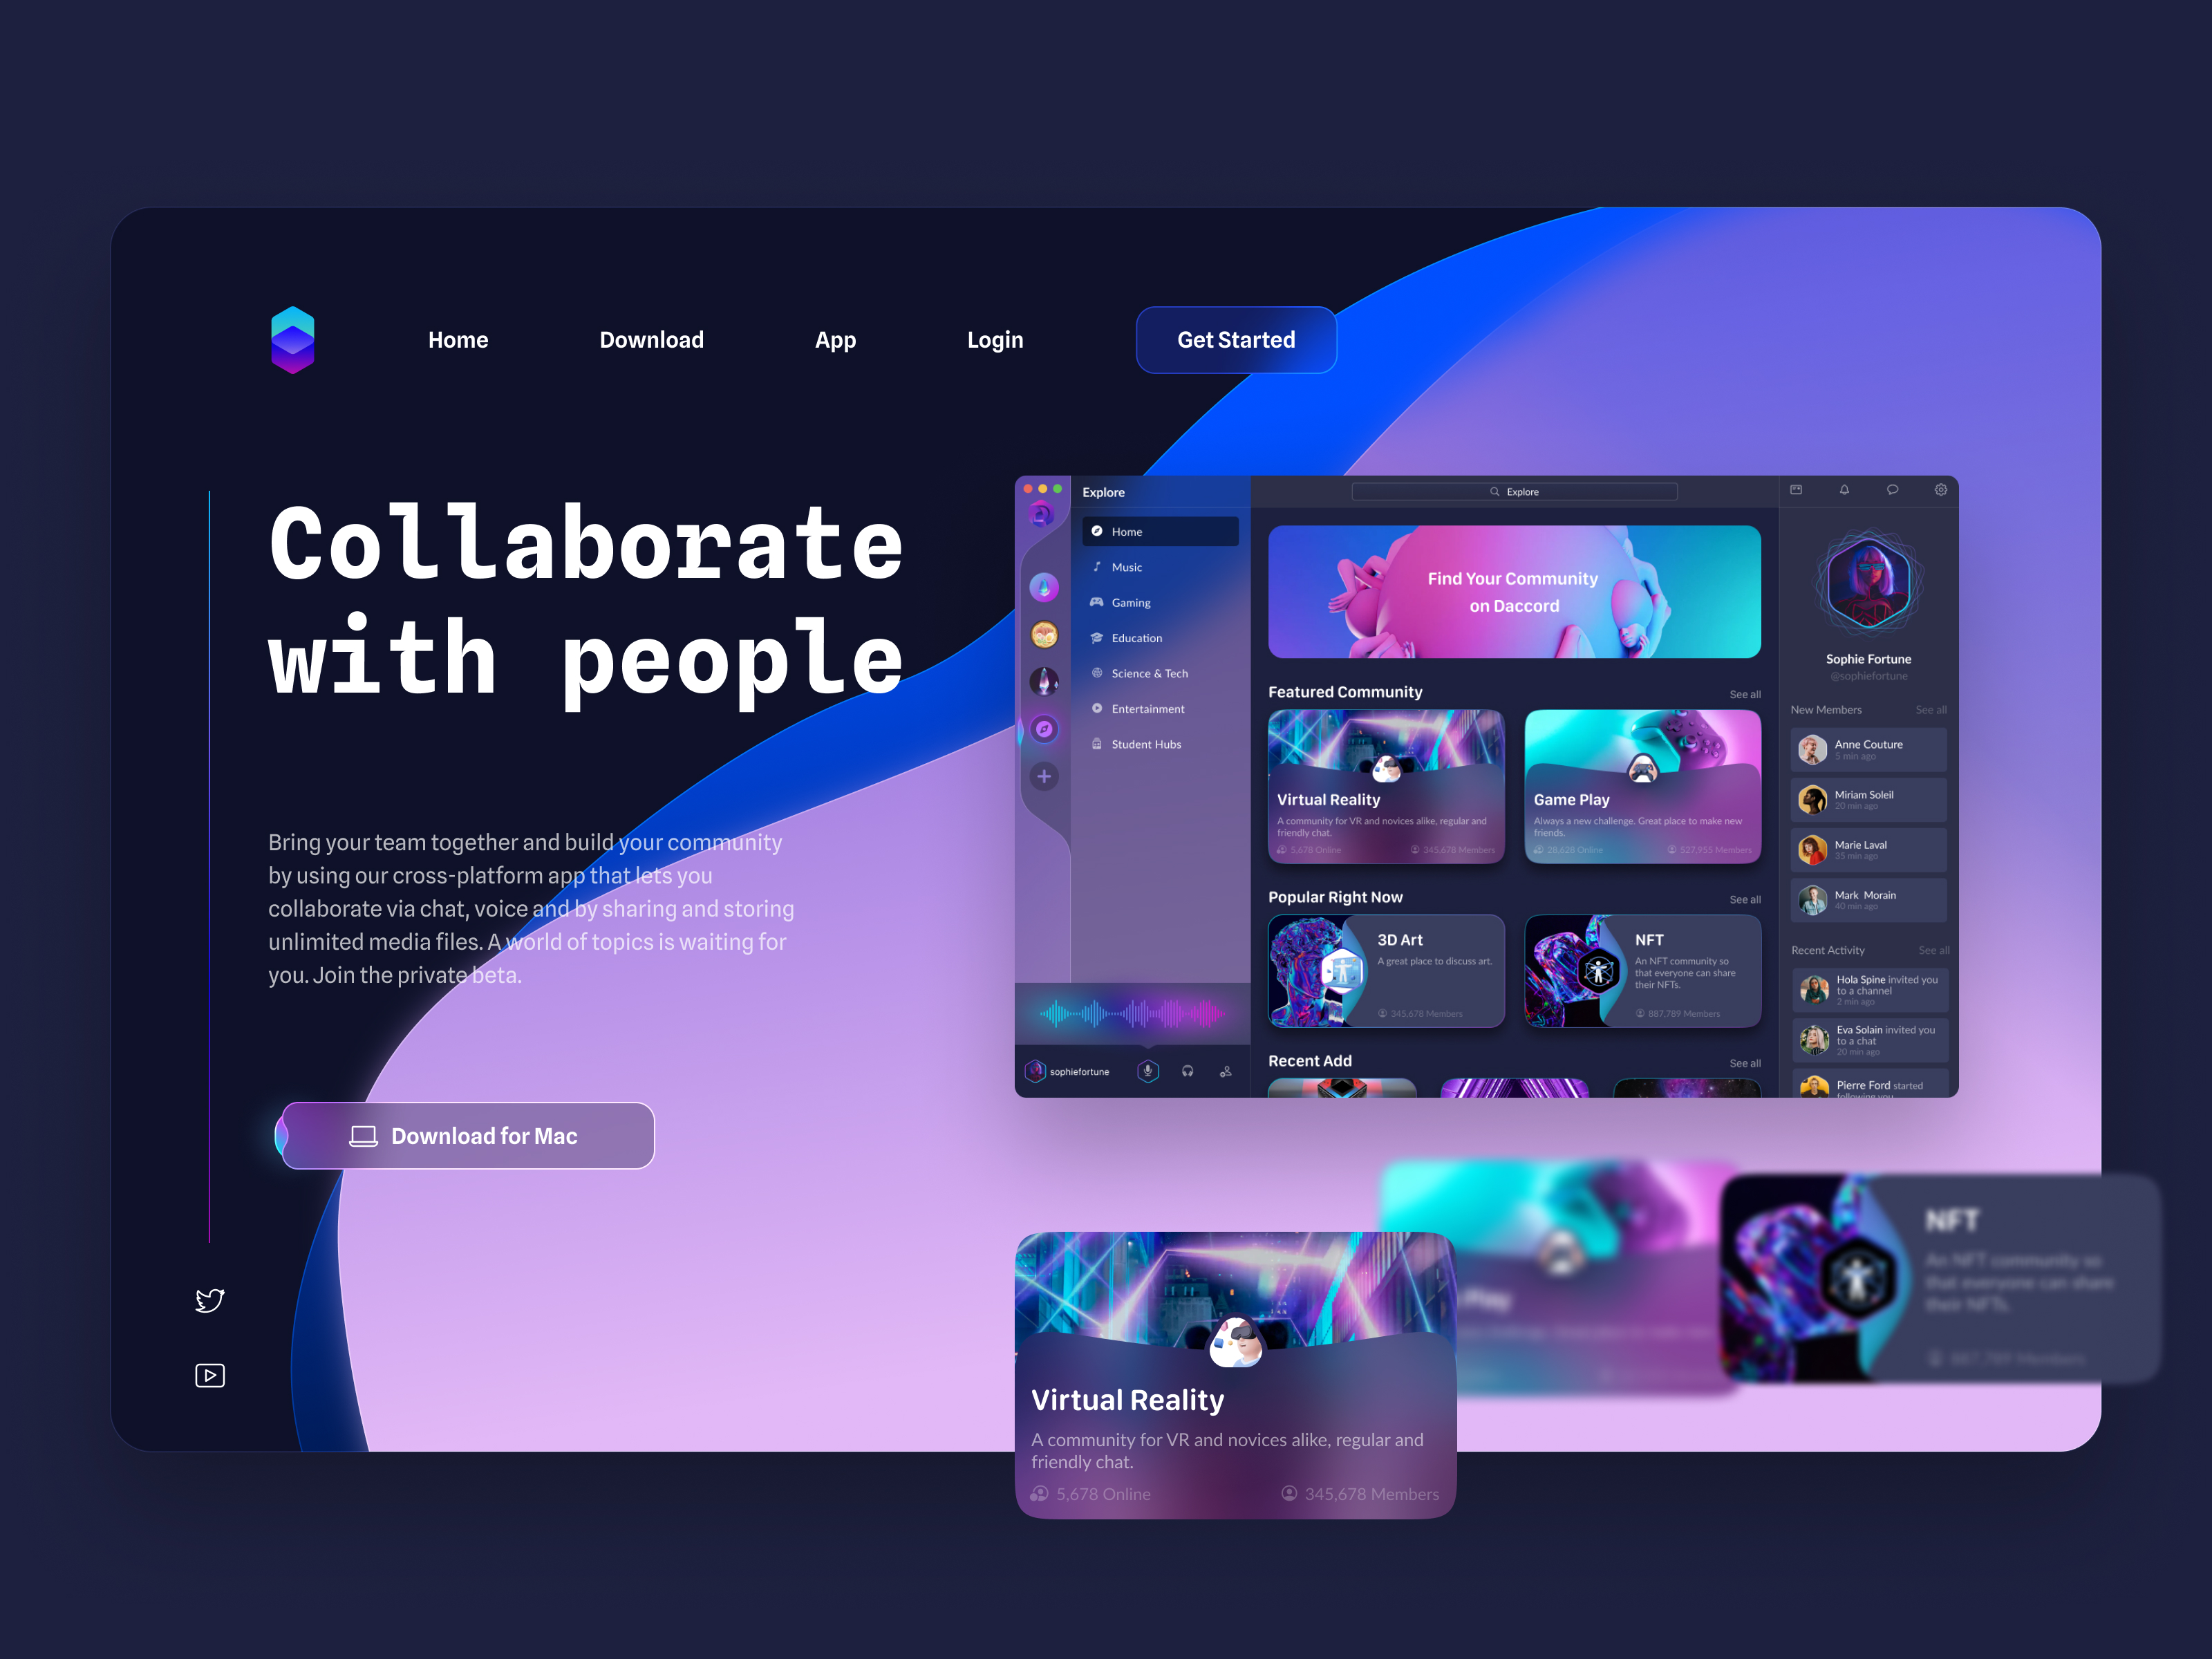 Home
Download
App
Login
Get Started
Collaborate
with people
Bring your team together and build your community
by using our cross-platform app that lets you
collaborate via chat, voice and by sharing and storing
unlimited media files. A world of topics is waiting for
you. Join the private beta.
Download for Mac
Explore
Home
Music
Gaming
Education
Science & Tech
Entertainment
Student Hubs
sophiefortune
Explore
Find Your Community
on Daccord
Featured Community
See all
Virtual Reality
A community for VR and novices alike, regular and
friendly chat.
5,678 Online
345,678 Members
Game Play
Always a new challenge. Great place to make new
friends.
28,628 Online
527,955 Members
Popular Right Now
See all
3D Art
A great place to discuss art.
345,678 Members
NFT
An NFT community so
that everyone can share
their NFTs.
887,789 Members
Recent Add
See all
Sophie Fortune
@sophiefortune
New Members
See all
Anne Couture
5 min ago
Miriam Soleil
20 min ago
Marie Laval
35 min ago
Mark Morain
40 min ago
Recent Activity
See all
Hola Spine invited you
to a channel
2 min ago
Eva Solain invited you
to a chat
20 min ago
Pierre Ford started
following you
Virtual Reality
A community for VR and novices alike, regular and
friendly chat.
5,678 Online
345,678 Members
Play
NFT
An NFT community so
that everyone can share
their NFTs.
887,789 Members